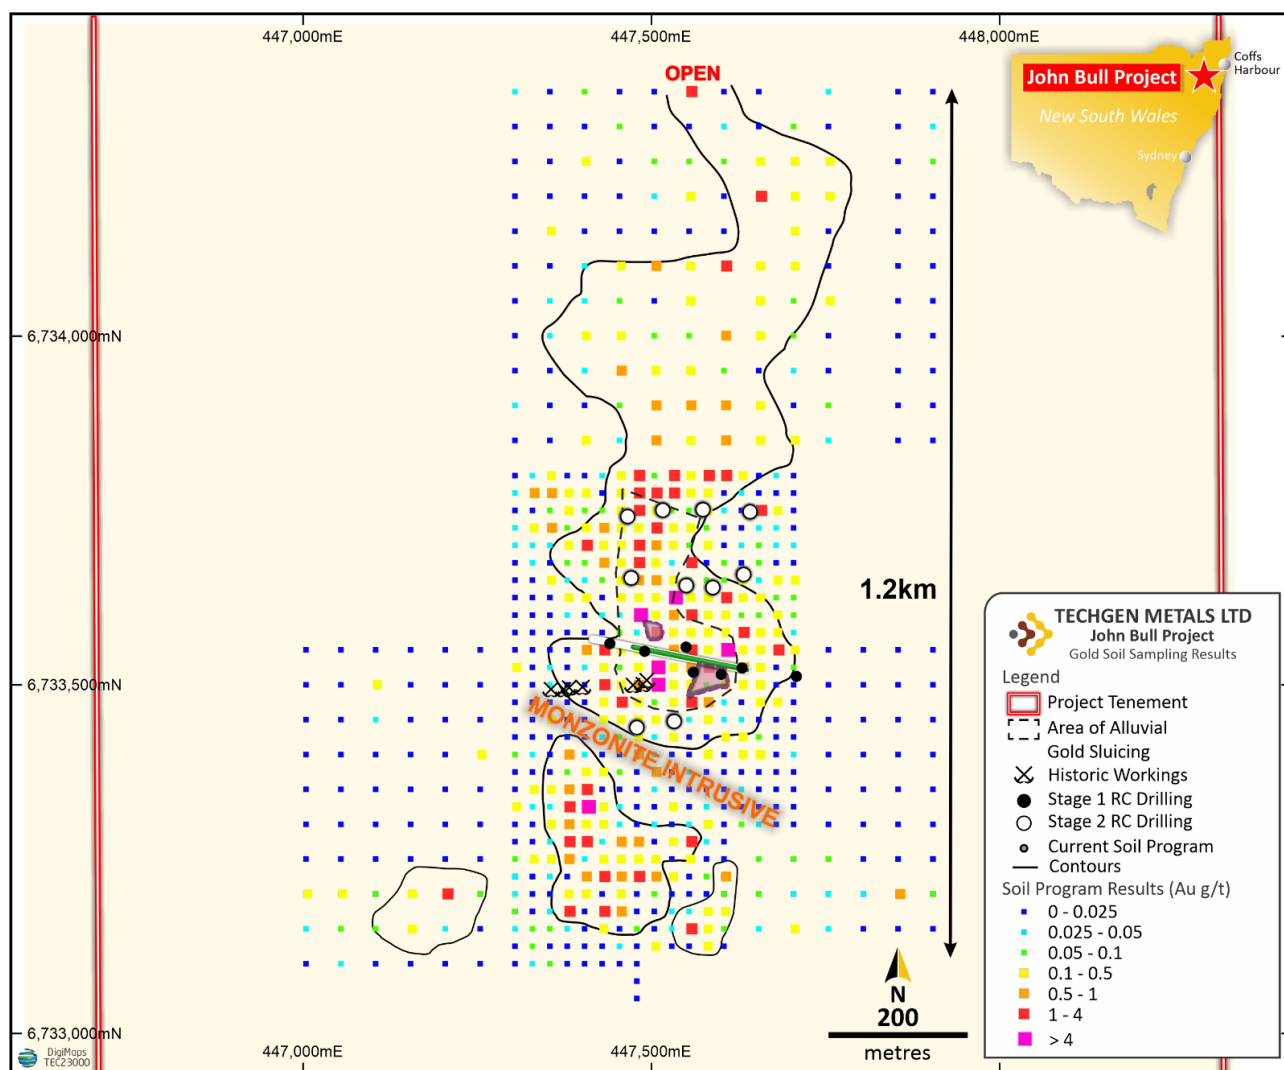 447,000mE
447,500mE
448,000mE
OPEN
Coffs
Harbour
John Bull Project
New South Wales
Sydney
6,734,000mN
1.2km
TECHGEN METALS LTD
John Bull Project
Gold Soil Sampling Results
Legend
Project Tenement
Area of Alluvial
Gold Sluicing
Historic Workings
Stage 1 RC Drilling
Stage 2 RC Drilling
Current Soil Program
Contours
Soil Program Results (Au g/t)
0 - 0.025
0.025 - 0.05
0.05 - 0.1
0.1 - 0.5
0.5 - 1
1 - 4
> 4
6,733,500mN
MONZONITE INTRUSIVE
N
200
metres
6,733,000mN
DigiMaps
TEC23000
447,000mE
447,500mE